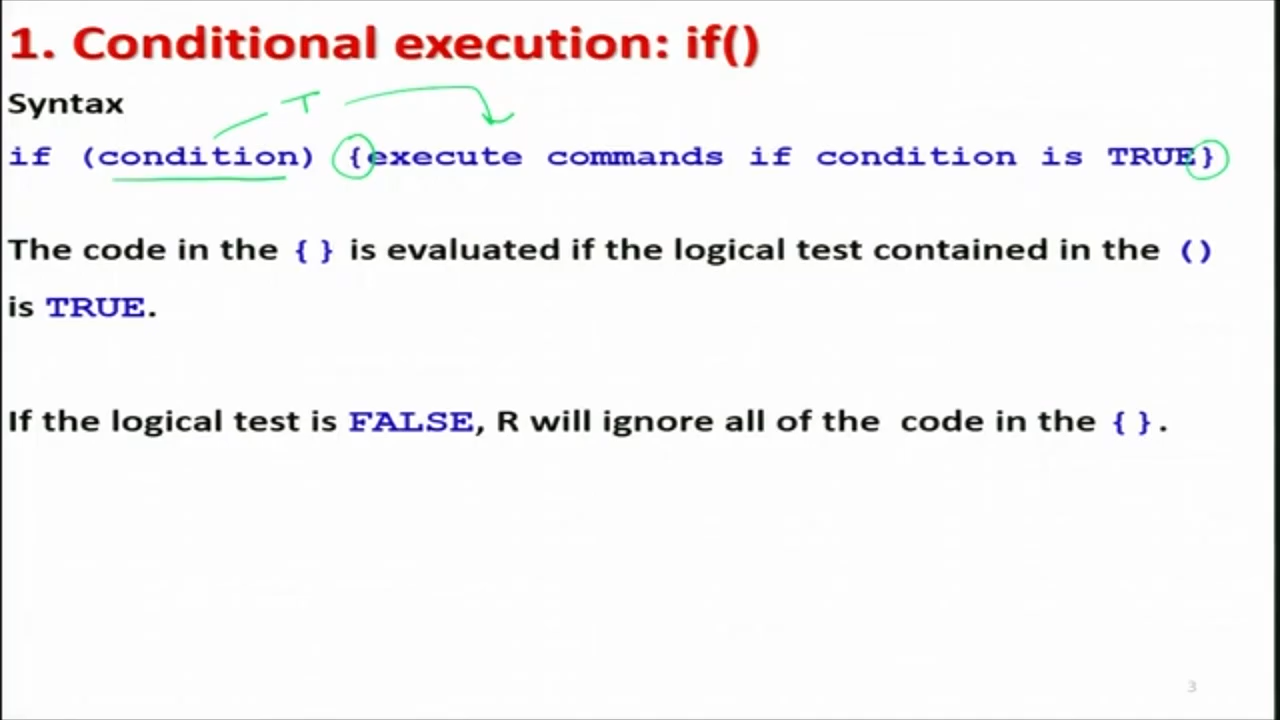 1. Conditional execution: if()
Syntax
T
if (condition) {execute commands if condition is TRUE}
The code in the { } is evaluated if the logical test contained in the ()
is TRUE.
If the logical test is FALSE, R will ignore all of the code in the { }.
3